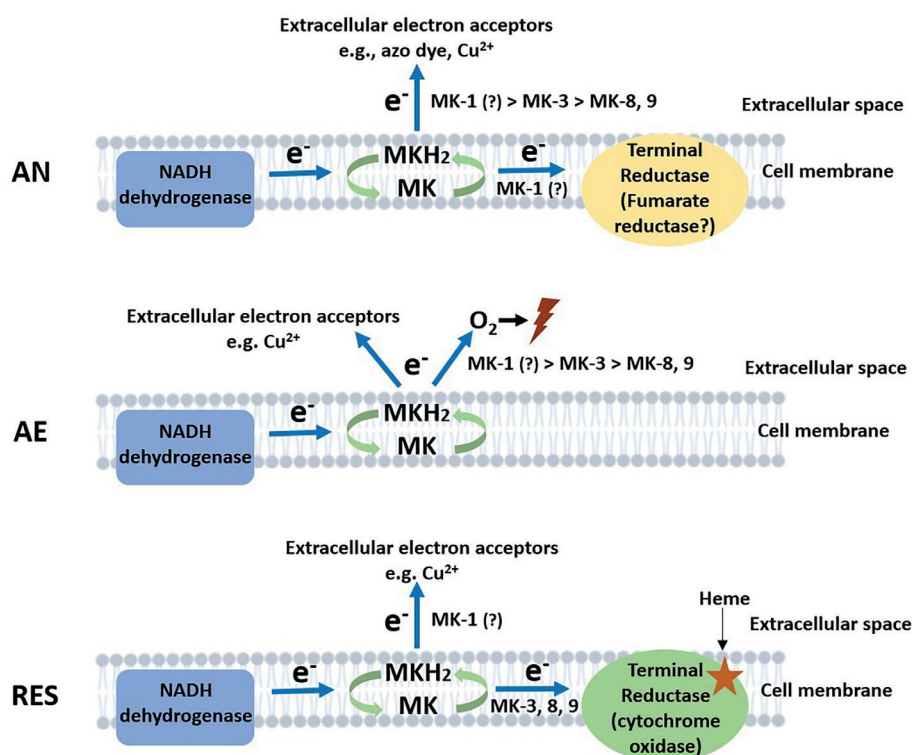 Extracellular electron acceptors
e.g., azo dye, Cu²⁺
e⁻
MK-1 (?) > MK-3 > MK-8, 9
Extracellular space
AN
NADH
dehydrogenase
e⁻
MKH₂
MK
e⁻
MK-1 (?)
Terminal
Reductase
(Fumarate
reductase?)
Cell membrane
Extracellular electron acceptors
e.g. Cu²⁺
O₂
e⁻
MK-1 (?) > MK-3 > MK-8, 9
Extracellular space
AE
NADH
dehydrogenase
e⁻
MKH₂
MK
Cell membrane
Extracellular electron acceptors
e.g. Cu²⁺
e⁻
MK-1 (?)
Heme
Extracellular space
RES
NADH
dehydrogenase
e⁻
MKH₂
MK
e⁻
MK-3, 8, 9
Terminal
Reductase
(cytochrome
oxidase)
Cell membrane